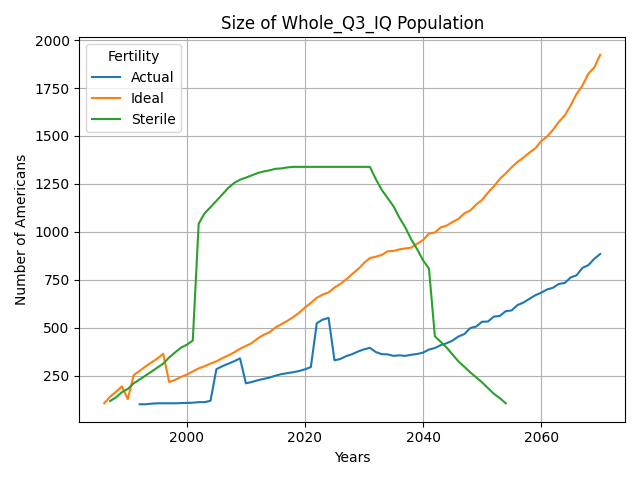 Size of Whole_Q3_IQ Population
Fertility
Actual
Ideal
Sterile
Number of Americans
2000
1750
1500
1250
1000
750
500
250
2000
2020
2040
2060
Years